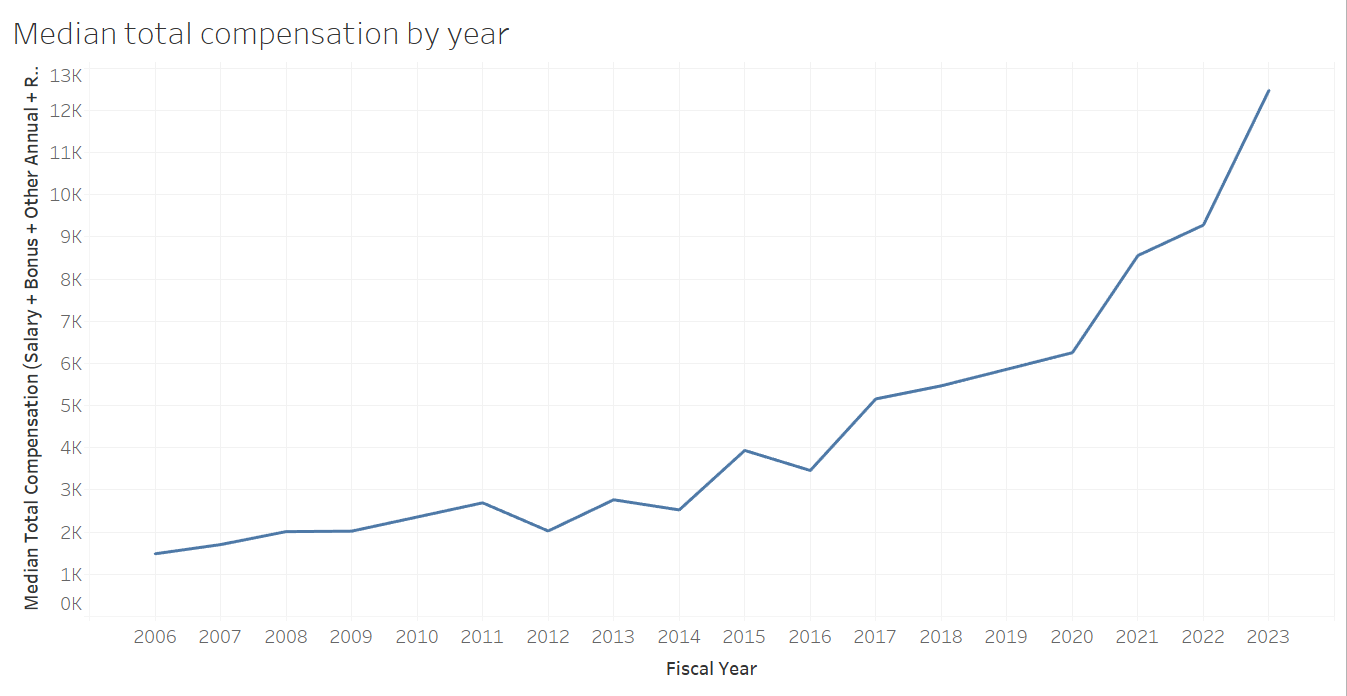 Median total compensation by year
Median Total Compensation (Salary + Bonus + Other Annual + R..
13K
12K
11K
10K
9K
8K
7K
6K
5K
4K
3K
2K
1K
0K
2006 2007 2008 2009 2010 2011 2012 2013 2014 2015 2016 2017 2018 2019 2020 2021 2022 2023
Fiscal Year